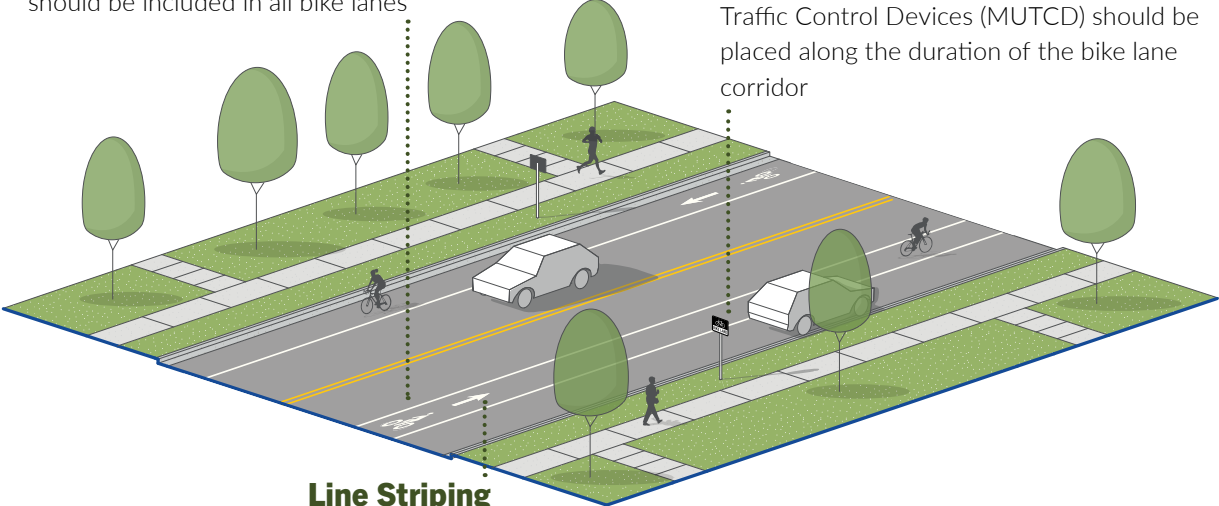 should be included in all bike lanes
Traffic Control Devices (MUTCD) should be
placed along the duration of the bike lane
corridor
Line Striping